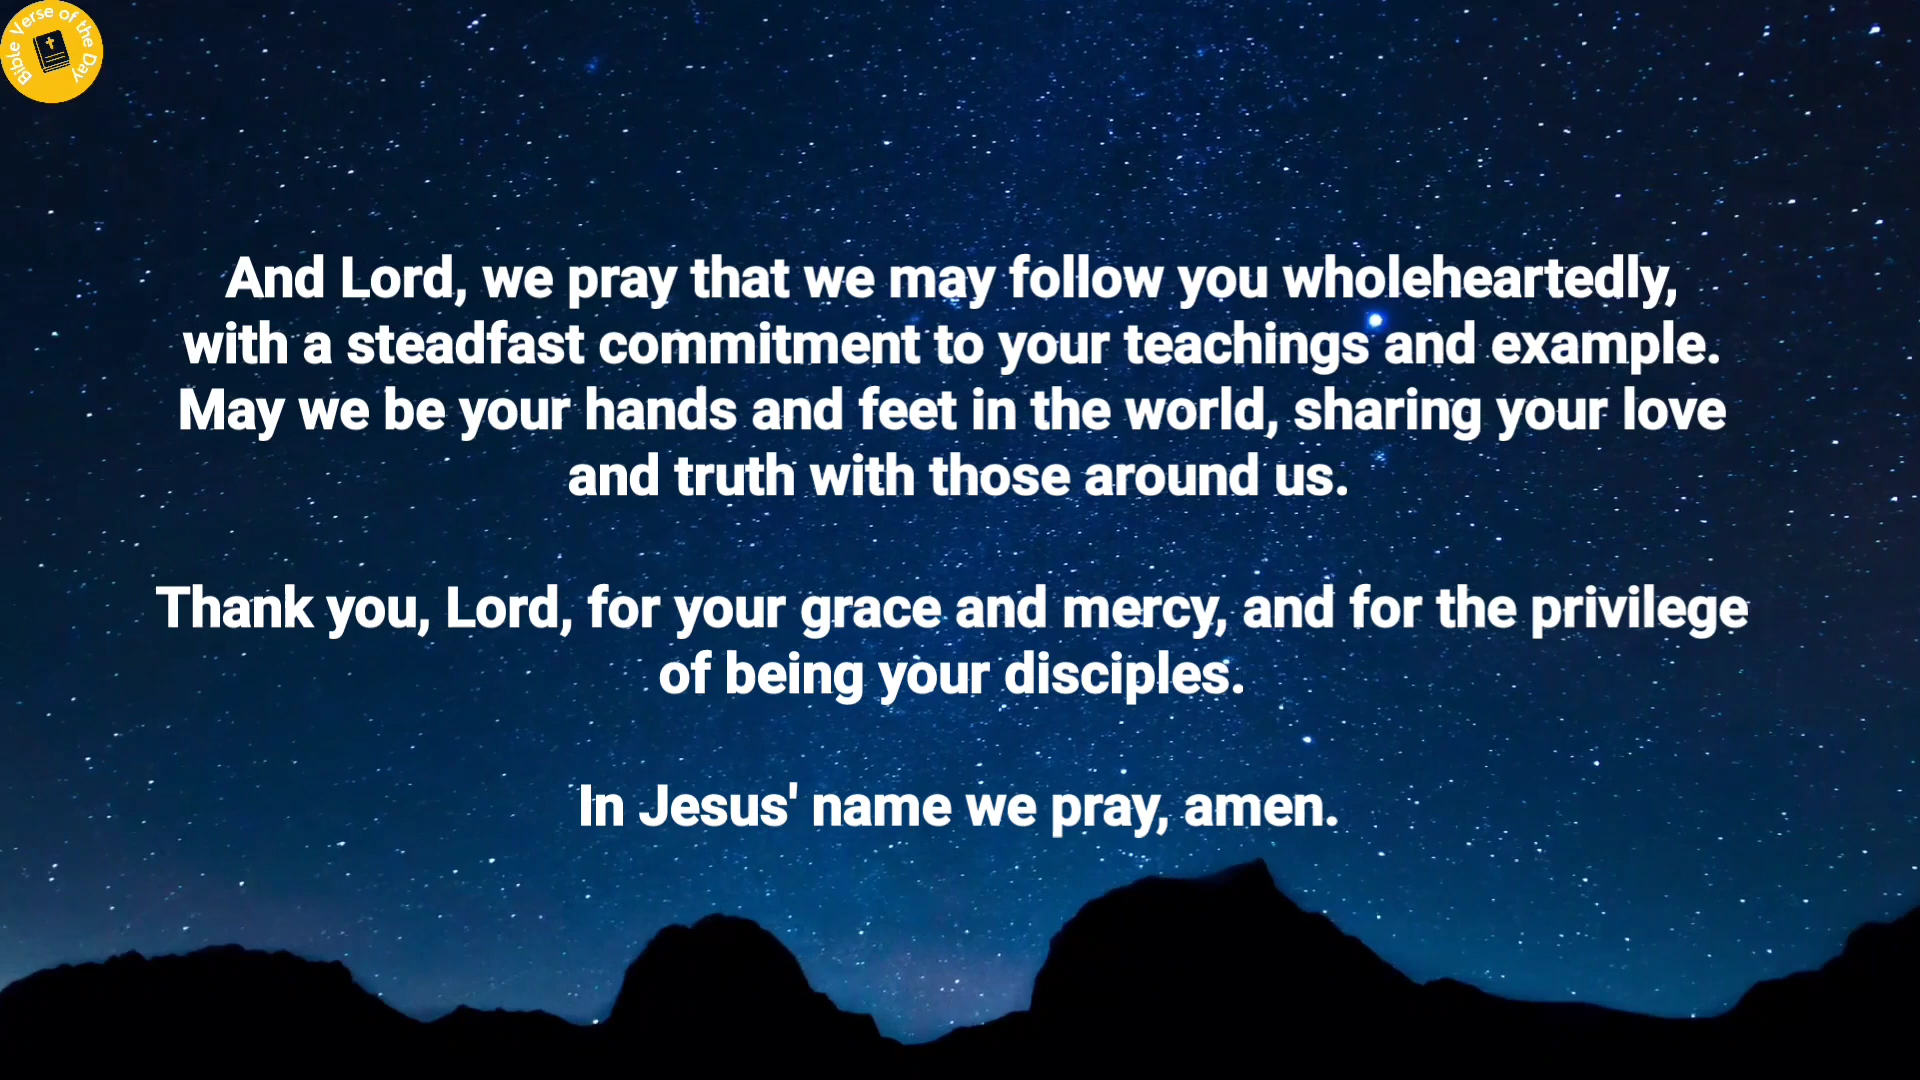 Bible Verse of the Day
And Lord, we pray that we may follow you wholeheartedly,
with a steadfast commitment to your teachings and example.
May we be your hands and feet in the world, sharing your love
and truth with those around us.
Thank you, Lord, for your grace and mercy, and for the privilege
of being your disciples.
In Jesus' name we pray, amen.